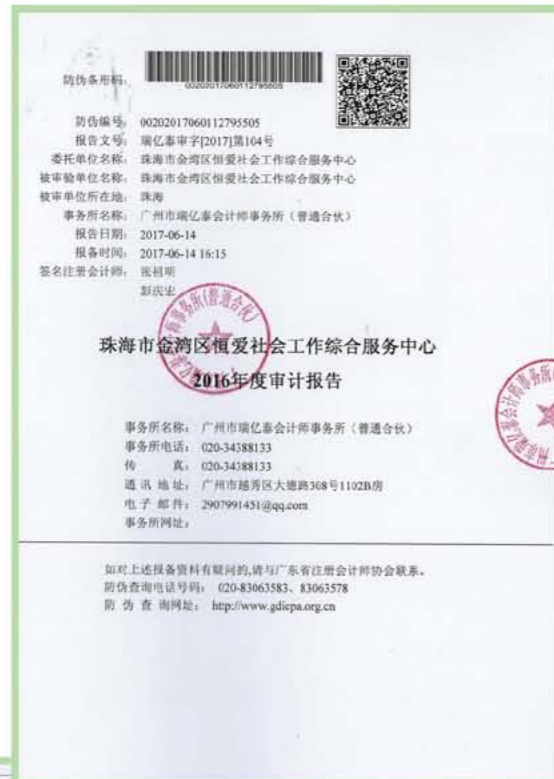 防伪条形码：
00202017060112795505
防伪编号： 00202017060112795505
报告文号： 瑞亿泰审字[2017]第104号
委托单位名称： 珠海市金湾区恒爱社会工作综合服务中心
被审验单位名称： 珠海市金湾区恒爱社会工作综合服务中心
被审单位所在地： 珠海
事务所名称： 广州市瑞亿泰会计师事务所（普通合伙）
报告日期： 2017-06-14
报备时间： 2017-06-14 16:15
签名注册会计师： 张祖明
彭庆宏
珠海市金湾区恒爱社会工作综合服务中心
2016年度审计报告
事务所名称： 广州市瑞亿泰会计师事务所（普通合伙）
事务所电话： 020-34388133
传 真： 020-34388133
通 讯 地 址： 广州市越秀区大德路308号1102B房
电 子 邮 件： 2907991451@qq.com
事务所网址：
如对上述报备资料有疑问的,请与广东省注册会计师协会联系。
防伪查询电话号码： 020-83063583、83063578
防 伪 查 询网址： http://www.gdicpa.org.cn